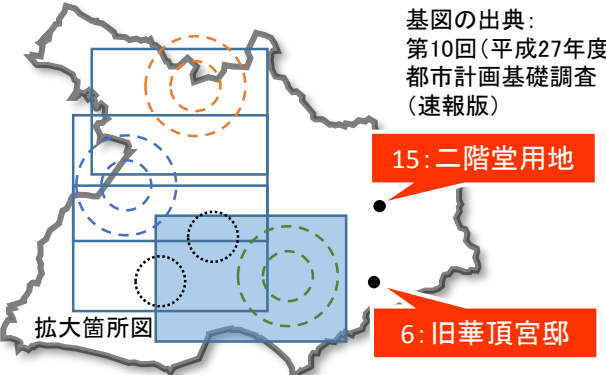 基図の出典:
第10回(平成27年度
都市計画基礎調査
(速報版)
15:二階堂用地
6:旧華頂宮邸
拡大箇所図